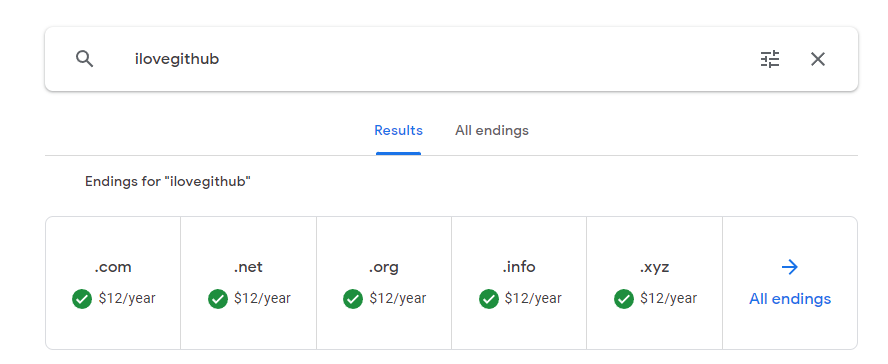 ilovegithub
Results All endings
Endings for "ilovegithub"
.com .net .org .info .xyz
$12/year $12/year $12/year $12/year $12/year All endings